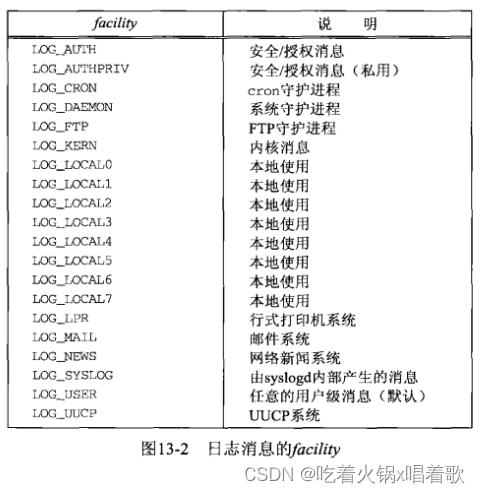 facility 说 明
LOG_AUTH 安全/授权消息
LOG_AUTHPRIV 安全/授权消息（私用）
LOG_CRON cron守护进程
LOG_DAEMON 系统守护进程
LOG_FTP FTP守护进程
LOG_KERN 内核消息
LOG_LOCAL0 本地使用
LOG_LOCAL1 本地使用
LOG_LOCAL2 本地使用
LOG_LOCAL3 本地使用
LOG_LOCAL4 本地使用
LOG_LOCAL5 本地使用
LOG_LOCAL6 本地使用
LOG_LOCAL7 本地使用
LOG_LPR 行式打印机系统
LOG_MAIL 邮件系统
LOG_NEWS 网络新闻系统
LOG_SYSLOG 由syslogd内部产生的消息
LOG_USER 任意的用户级消息（默认）
LOG_UUCP UUCP系统
图13-2 日志消息的facility
CSDN @吃着火锅x唱着歌